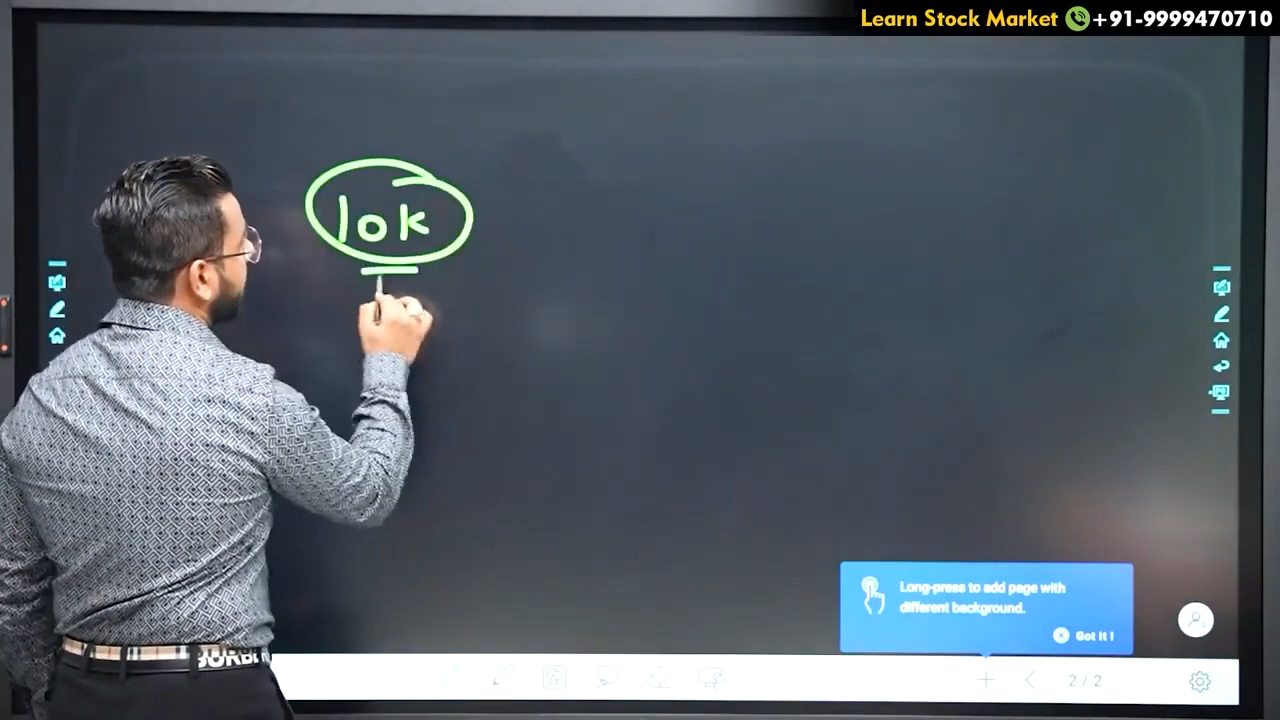 Learn Stock Market +91-9999470710
10K
Long-press to add page with
different background.
Got it !
2 / 2